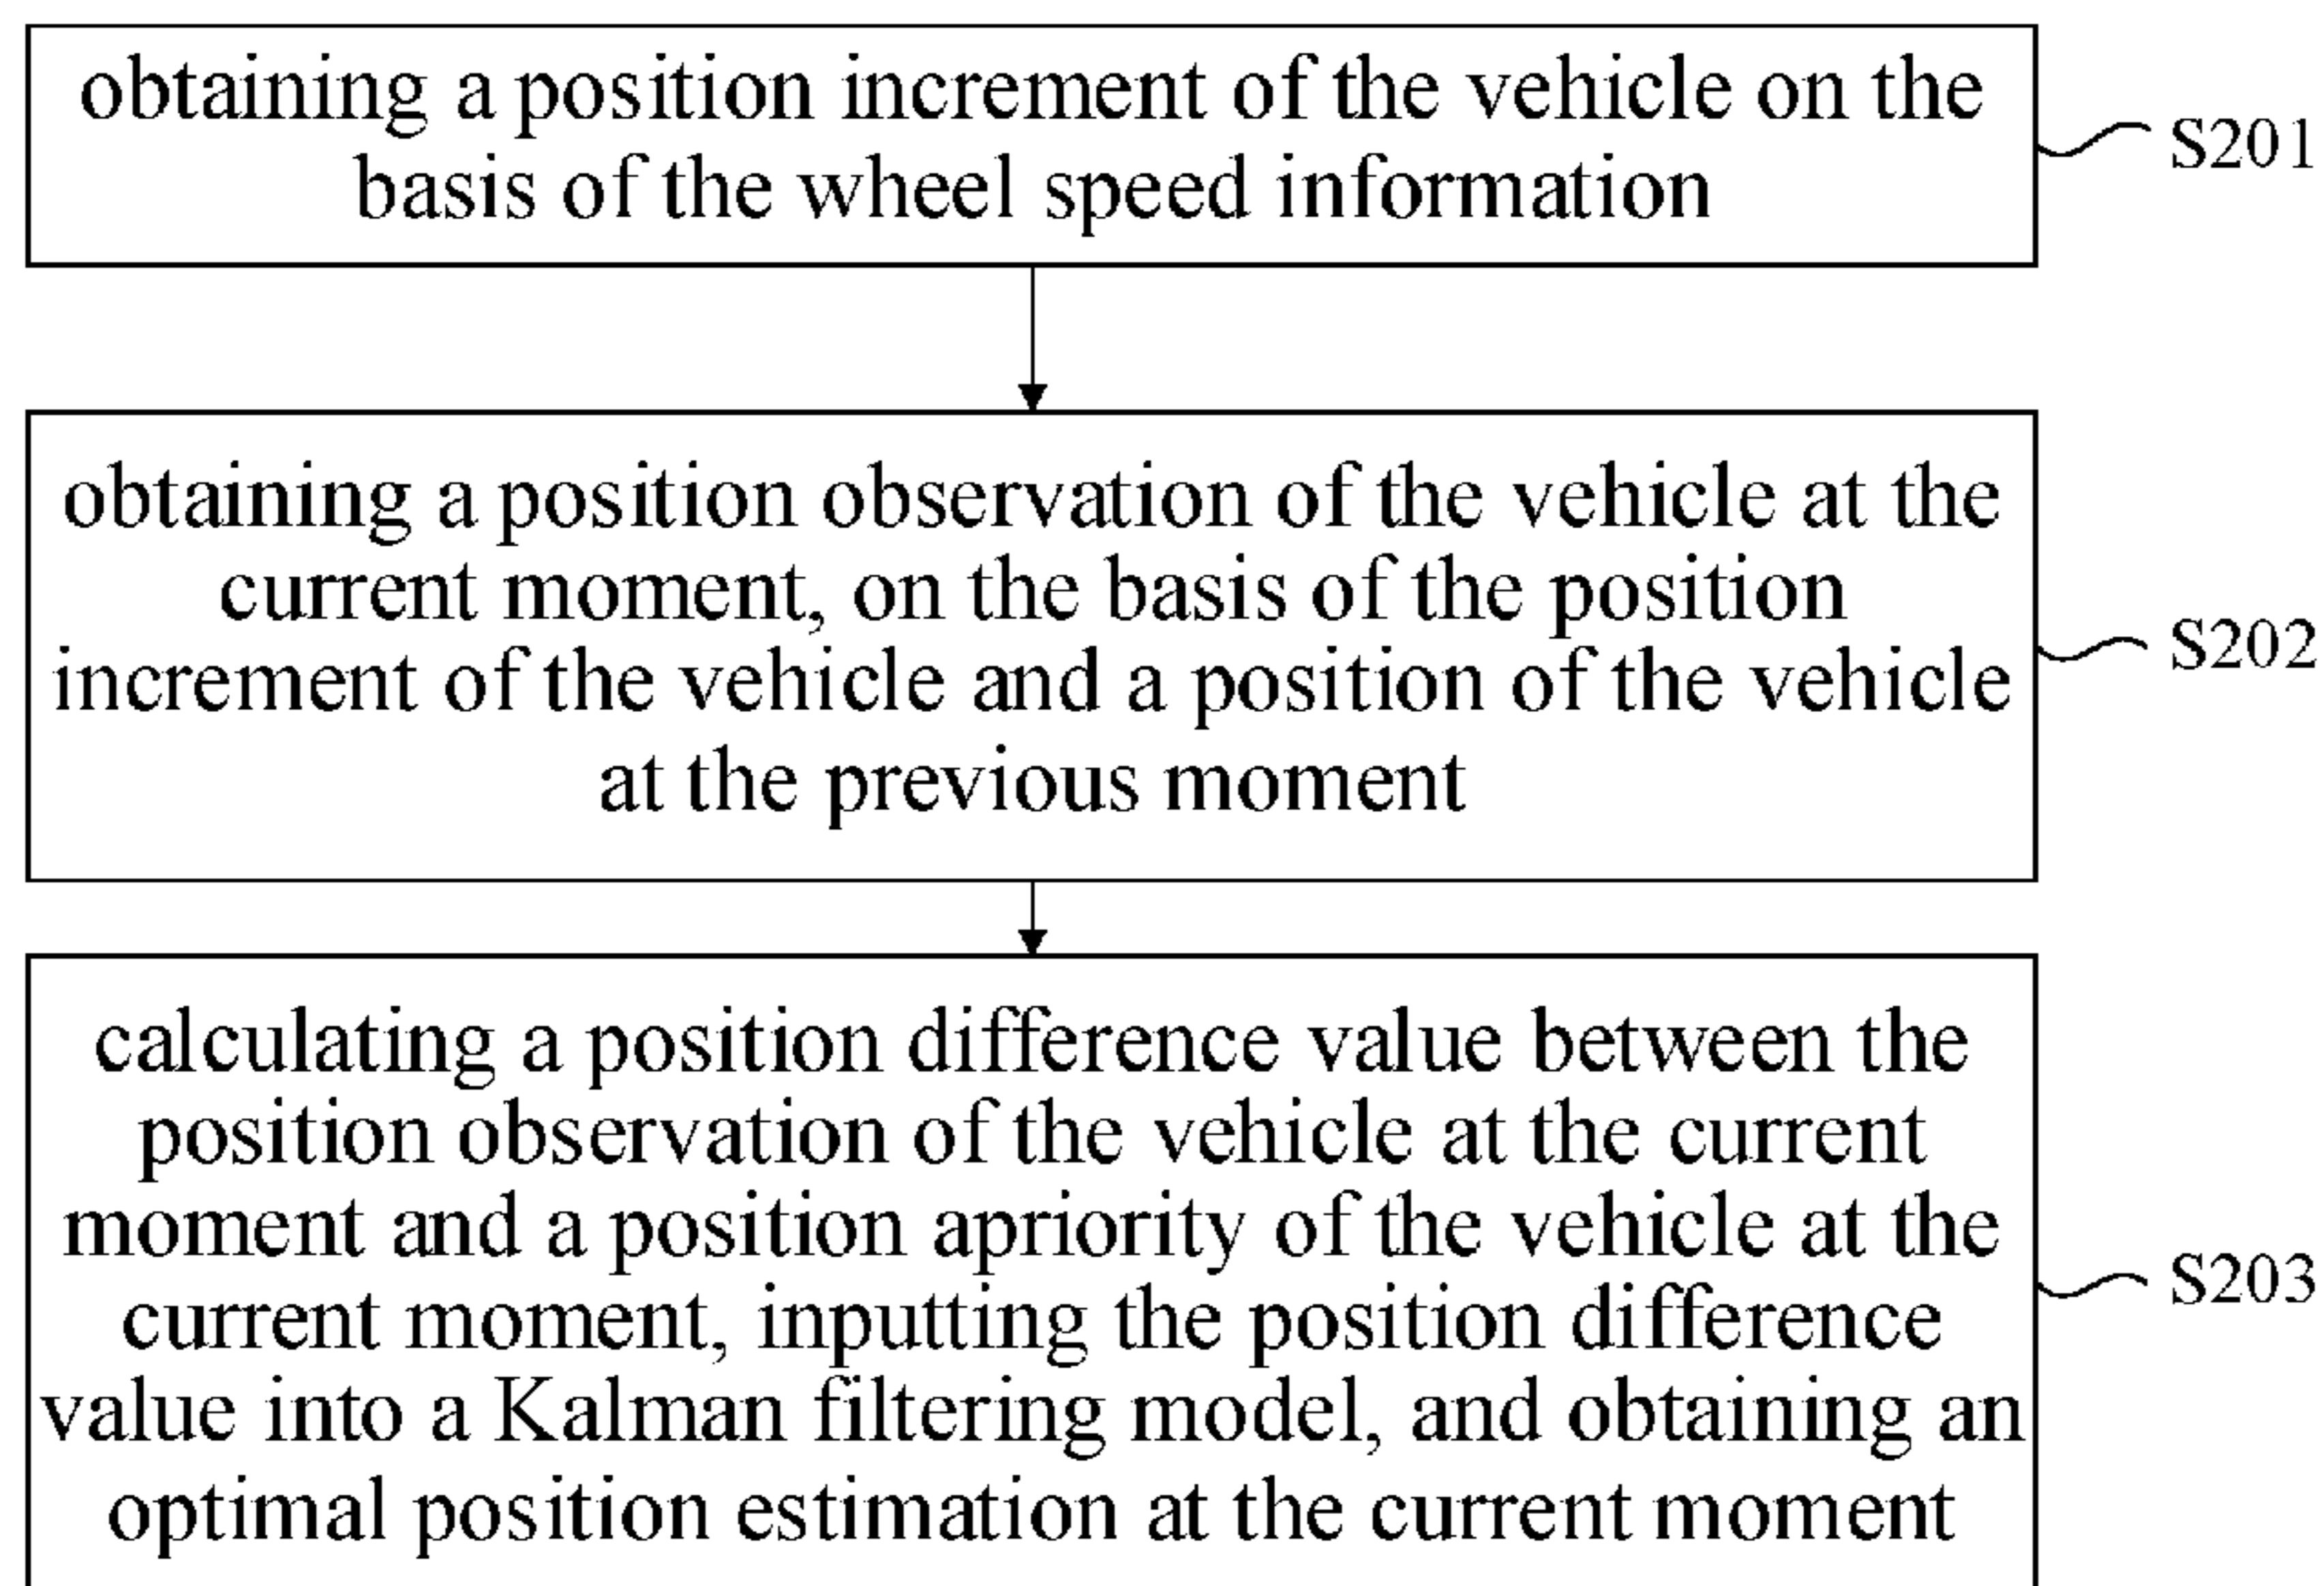 obtaining a position increment of the vehicle on the
basis of the wheel speed information
S201
obtaining a position observation of the vehicle at the
current moment, on the basis of the position
increment of the vehicle and a position of the vehicle
at the previous moment
S202
calculating a position difference value between the
position observation of the vehicle at the current
moment and a position apriority of the vehicle at the
current moment, inputting the position difference
value into a Kalman filtering model, and obtaining an
optimal position estimation at the current moment
S203